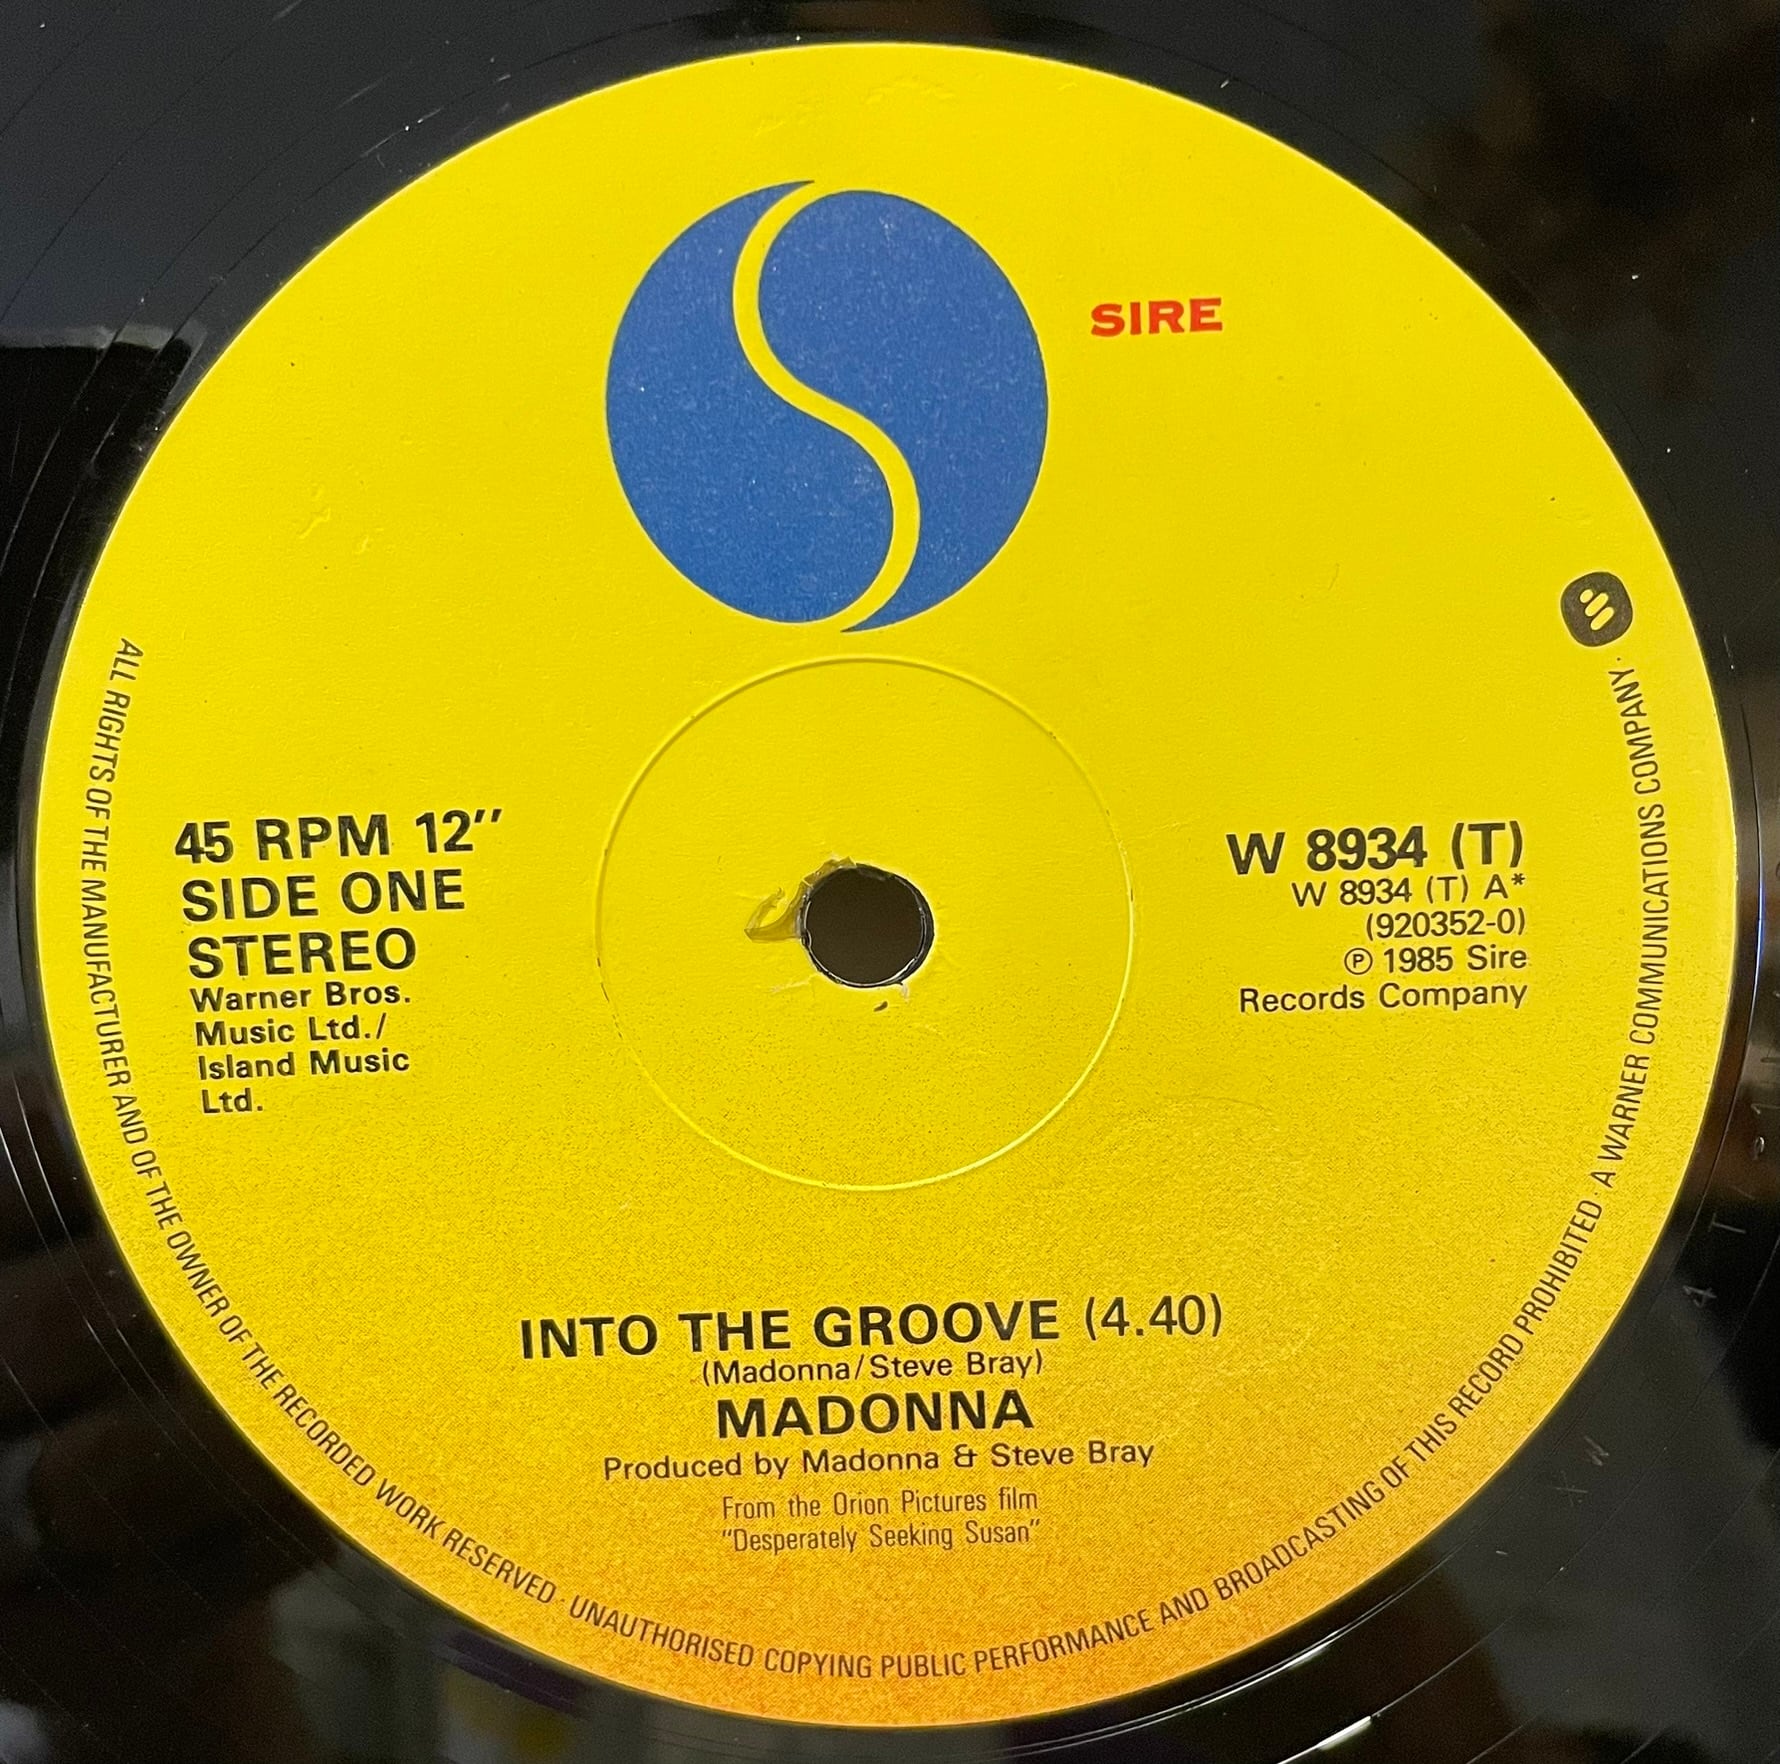 SIRE
45 RPM 12"
SIDE ONE
STEREO
Warner Bros.
Music Ltd./
Island Music
Ltd.
W 8934 (T)
W 8934 (T) A*
(920352-0)
℗ 1985 Sire
Records Company
INTO THE GROOVE (4.40)
(Madonna/Steve Bray)
MADONNA
Produced by Madonna & Steve Bray
From the Orion Pictures film
"Desperately Seeking Susan"
ALL RIGHTS OF THE MANUFACTURER AND OF THE OWNER OF THE RECORDED WORK RESERVED · UNAUTHORISED COPYING PUBLIC PERFORMANCE AND BROADCASTING OF THIS RECORD PROHIBITED · A WARNER COMMUNICATIONS COMPANY ·